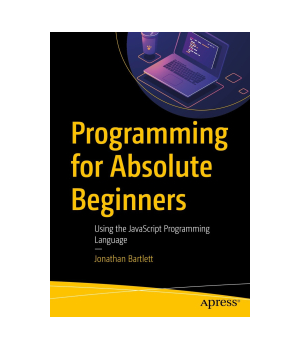 Programming
for Absolute
Beginners
Using the JavaScript Programming
Language
—
Jonathan Bartlett
Apress®